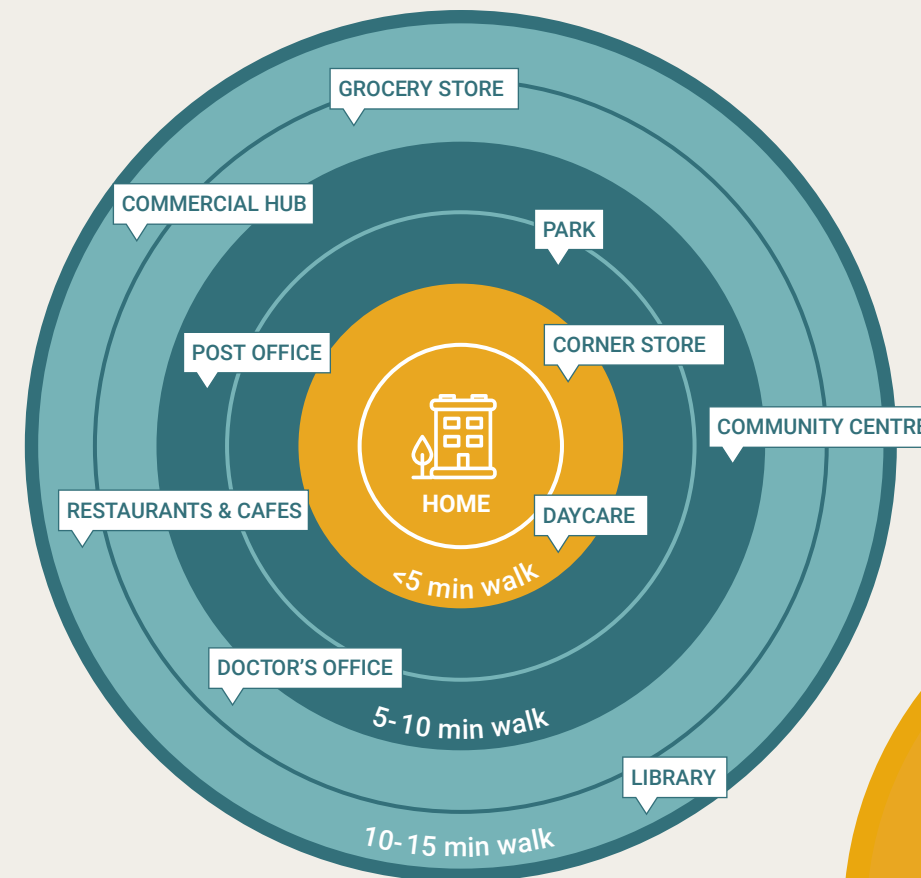 GROCERY STORE
COMMERCIAL HUB
PARK
POST OFFICE
CORNER STORE
COMMUNITY CENTRE
RESTAURANTS & CAFES
HOME
DAYCARE
<5 min walk
DOCTOR'S OFFICE
5-10 min walk
LIBRARY
10-15 min walk